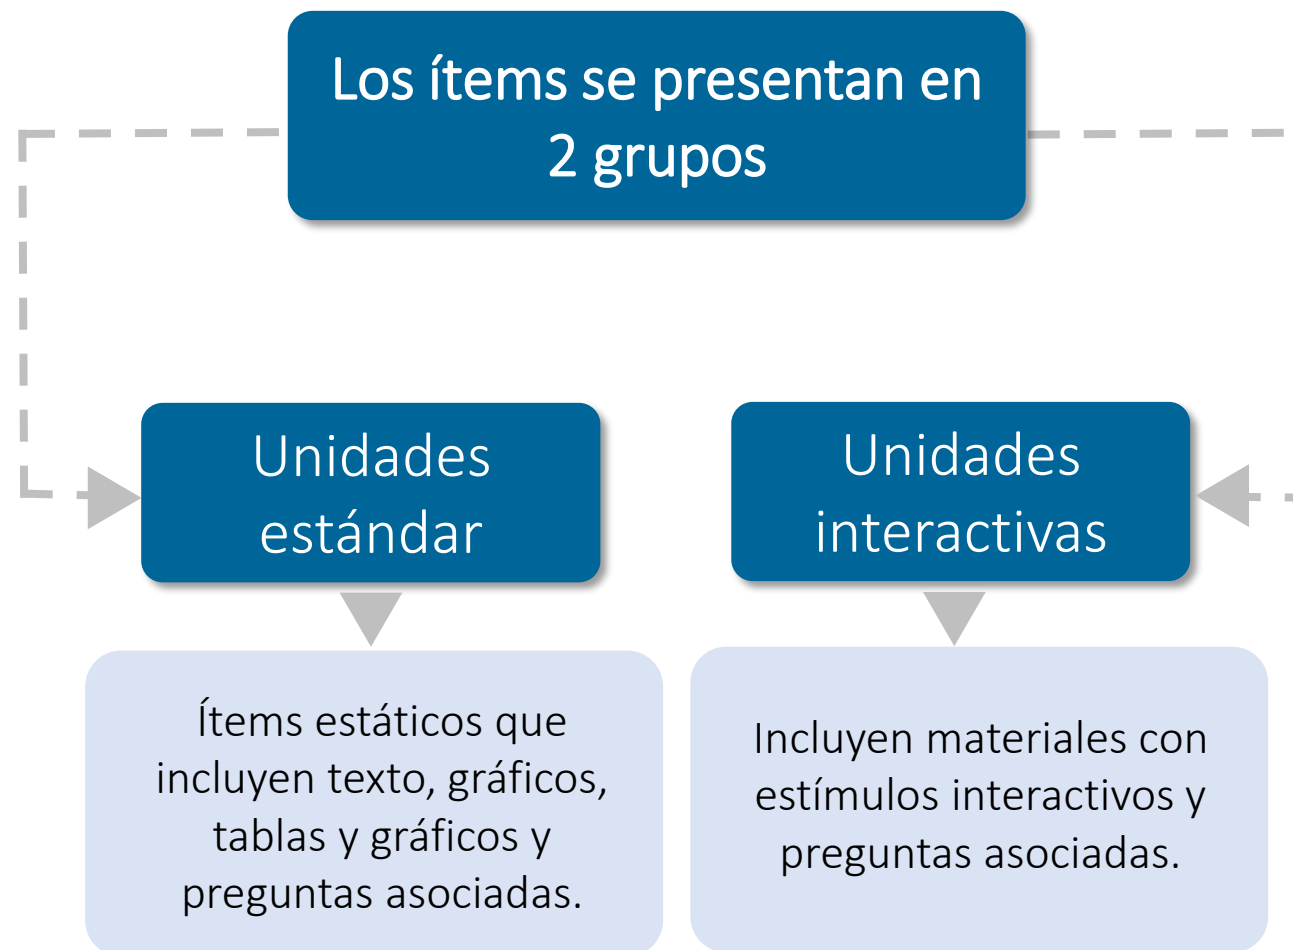 Los ítems se presentan en
2 grupos
Unidades
estándar
Unidades
interactivas
Ítems estáticos que
incluyen texto, gráficos,
tablas y gráficos y
preguntas asociadas.
Incluyen materiales con
estímulos interactivos y
preguntas asociadas.